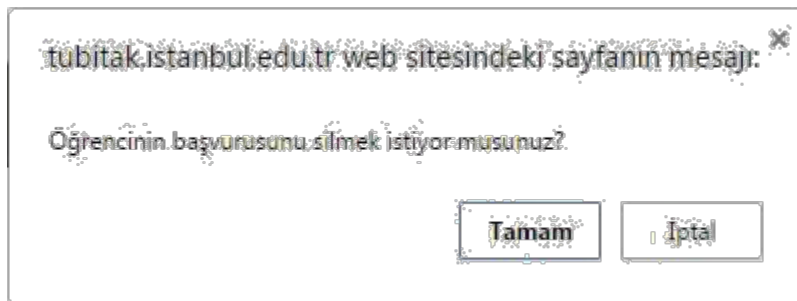 tubitak.istanbul.edu.tr web sitesindeki sayfanın mesajı:
Öğrencinin başvurusunu silmek istiyor musunuz?
Tamam İptal